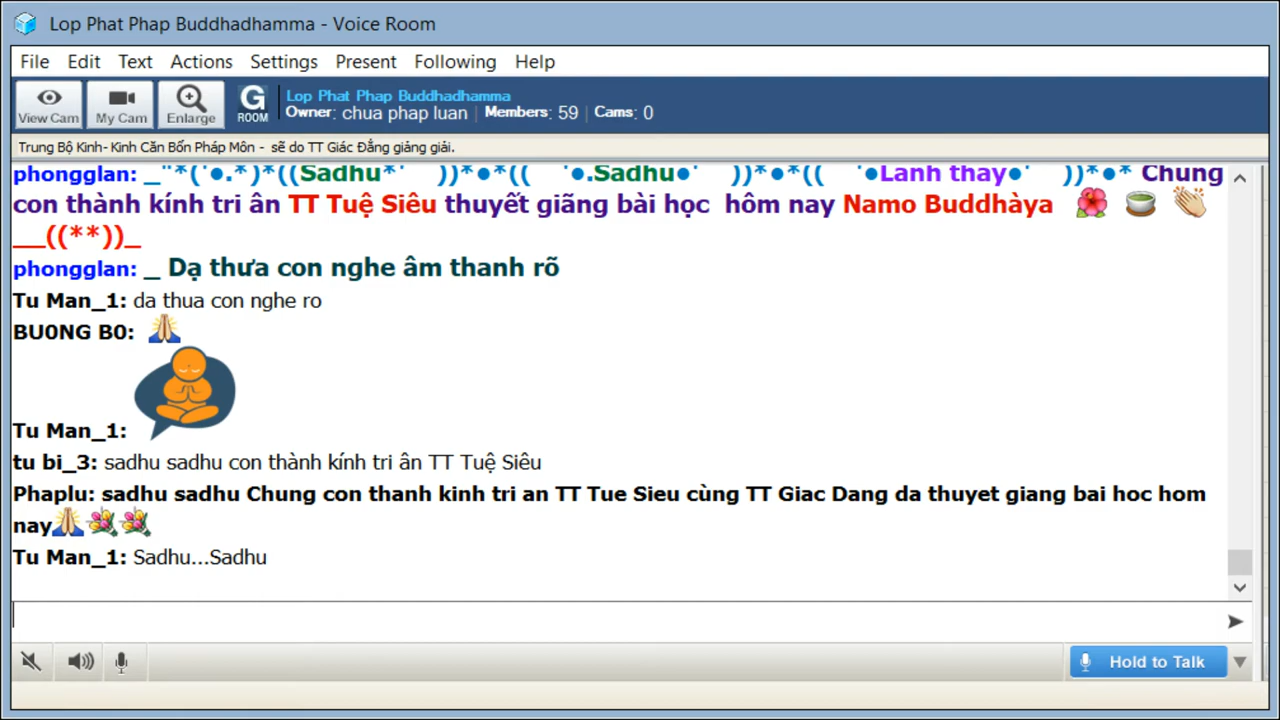 Lop Phat Phap Buddhadhamma - Voice Room
File Edit Text Actions Settings Present Following Help
View Cam My Cam Enlarge G ROOM Lop Phat Phap Buddhadhamma
Owner: chua phap luan | Members: 59 | Cams: 0
Trung Bộ Kinh- Kinh Căn Bổn Pháp Môn - sẽ do TT Giác Đẳng giảng giải.
phongglan: _"*('●.*)*((Sadhu*' ))*●*(( '●.Sadhu●' ))*●*(( '●Lanh thay●' ))*●* Chung
con thành kính tri ân TT Tuệ Siêu thuyết giãng bài học hôm nay Namo Buddhàya
__((**))_
phongglan: _ Dạ thưa con nghe âm thanh rõ
Tu Man_1: da thua con nghe ro
BU0NG B0:
Tu Man_1:
tu bi_3: sadhu sadhu con thành kính tri ân TT Tuệ Siêu
Phaplu: sadhu sadhu Chung con thanh kinh tri an TT Tue Sieu cùng TT Giac Dang da thuyet giang bai hoc hom
nay
Tu Man_1: Sadhu...Sadhu
Hold to Talk